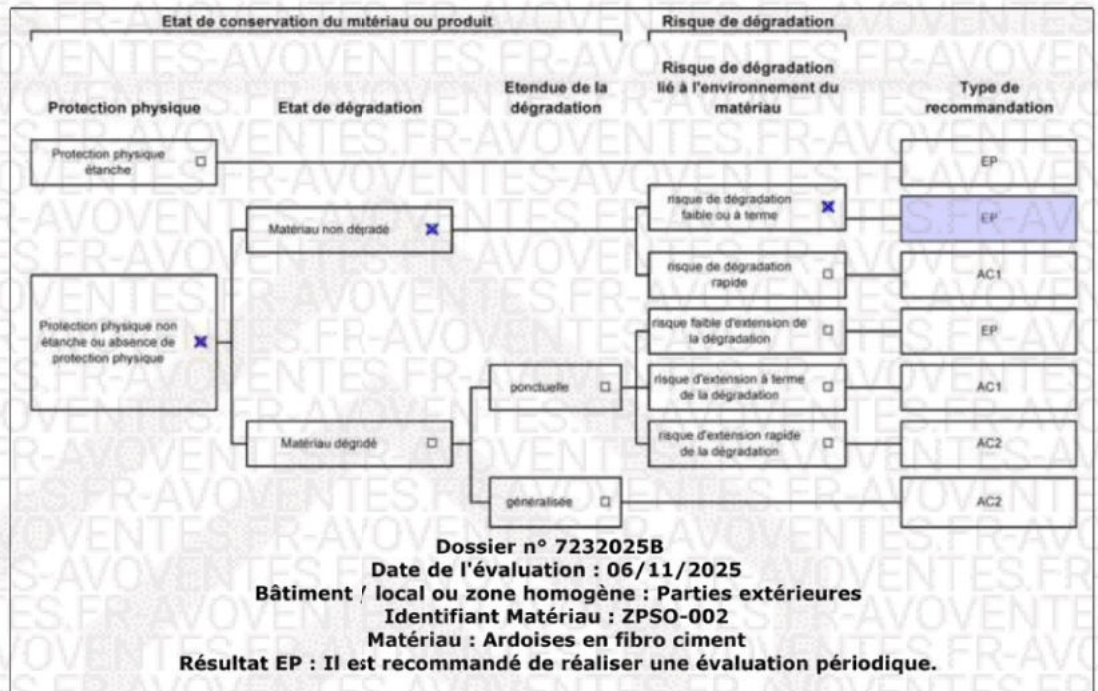 Etat de conservation du mitériau ou produit
Risque de dégradation
Protection physique
Etat de dégradation
Etendue de la
dégradation
Risque de dégradation
lié à l'environnement du
matériau
Type de
recommandation
Protection physique
étanche
EP
Matériau non déjradé
risque de dégradation
faible ou à terme
EP
risque de dégradation
rapide
AC1
Protection physique non
étanche ou absence de
protection physique
risque faible d'extension de
la dégradation
EP
ponctuelle
risque d'extension à terme
de la dégradation
AC1
Matériau dégridé
risque d'extension rapide
de la dégradation
AC2
généralisée
AC2
Dossier n° 7232025B
Date de l'évaluation : 06/11/2025
Bâtiment / local ou zone homogène : Parties extérieures
Identifiant Matériau : ZPSO-002
Matériau : Ardoises en fibro ciment
Résultat EP : Il est recommandé de réaliser une évaluation périodique.
AVOVENTES.FR